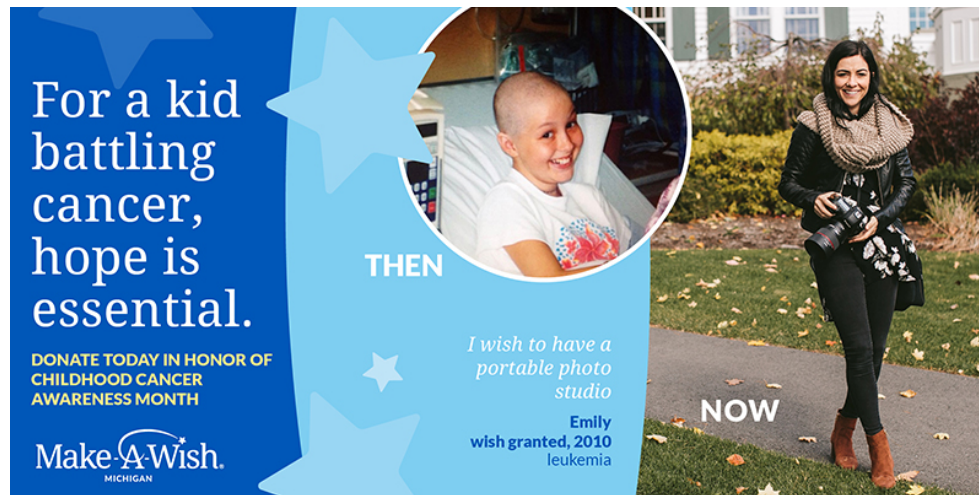 For a kid
battling
cancer,
hope is
essential.
DONATE TODAY IN HONOR OF
CHILDHOOD CANCER
AWARENESS MONTH
Make-A-Wish.
MICHIGAN
THEN
I wish to have a
portable photo
studio
Emily
wish granted, 2010
leukemia
NOW